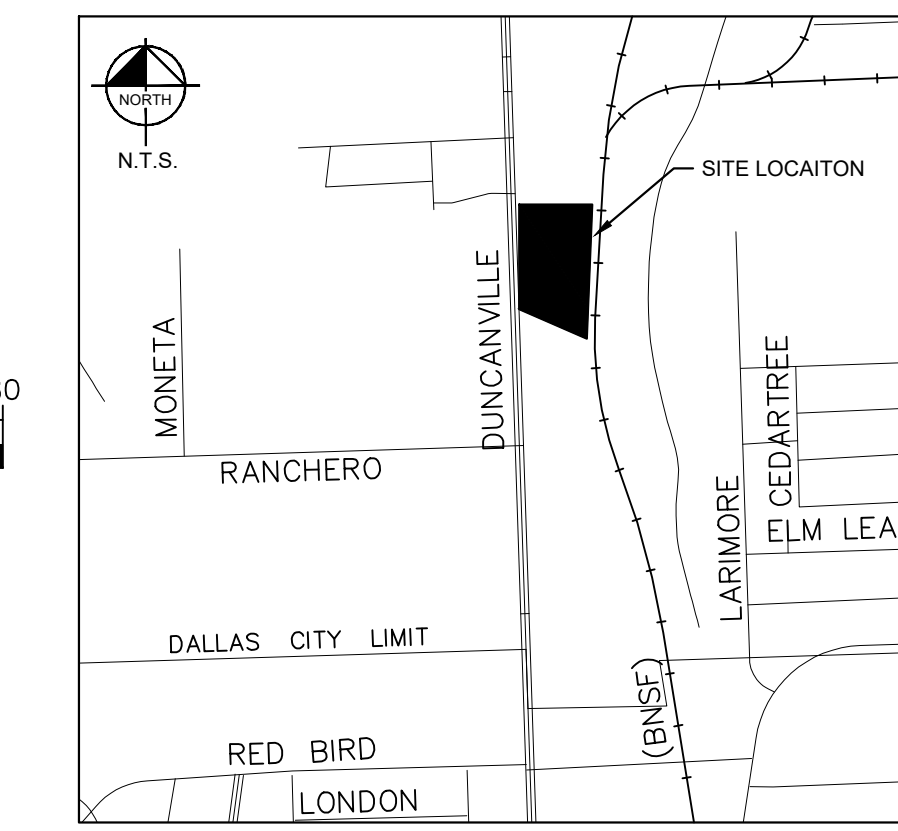 NORTH
N.T.S.
SITE LOCAITON
DUNCANVILLE
MONETA
RANCHERO
CEDARTREE
LARIMORE
ELM LEA
DALLAS CITY LIMIT
(BNSF)
RED BIRD
LONDON